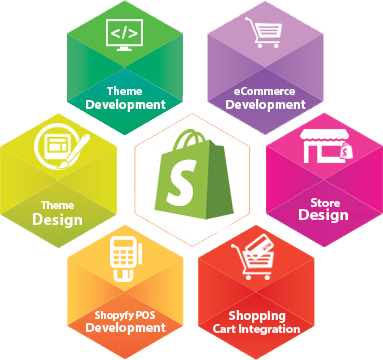 </>
Theme
Development
eCommerce
Development
Theme
Design
S
Store
Design
Shopyfy POS
Development
Shopping
Cart Integration